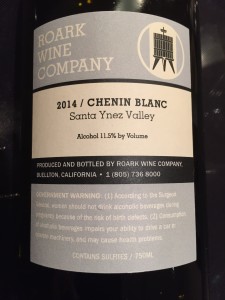 ROARK
WINE
COMPANY
2014 / CHENIN BLANC
Santa Ynez Valley
Alcohol 11.5% by Volume
PRODUCED AND BOTTLED BY ROARK WINE COMPANY,
BUELLTON, CALIFORNIA • 1 (805) 736 8000
GOVERNMENT WARNING: (1) According to the Surgeon
General, women should not drink alcoholic beverages during
pregnancy because of the risk of birth defects. (2) Consumption
of alcoholic beverages impairs your ability to drive a car or
operate machinery, and may cause health problems.
CONTAINS SULFITES / 750ML